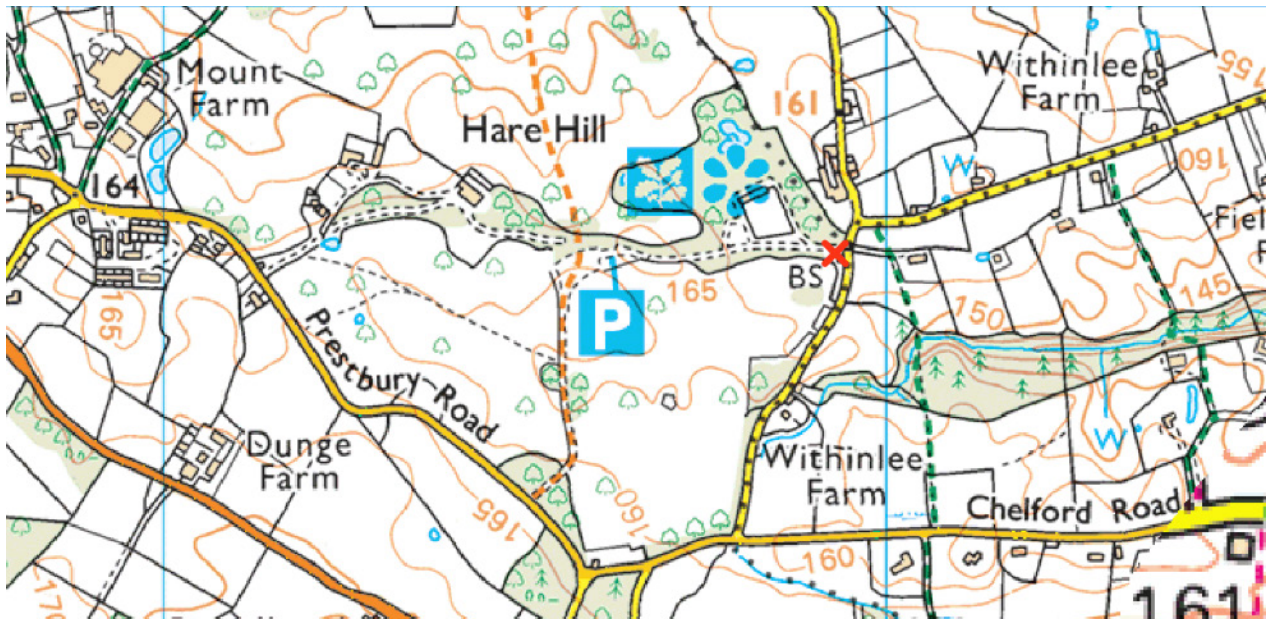 Mount
Farm
Hare Hill
161
Withinlee
Farm
155
160
W
164
165
165
BS
P
Fiel
150
145
Prestbury Road
Dunge
Farm
W
Withinlee
Farm
165
160
Chelford Road
160
170
161